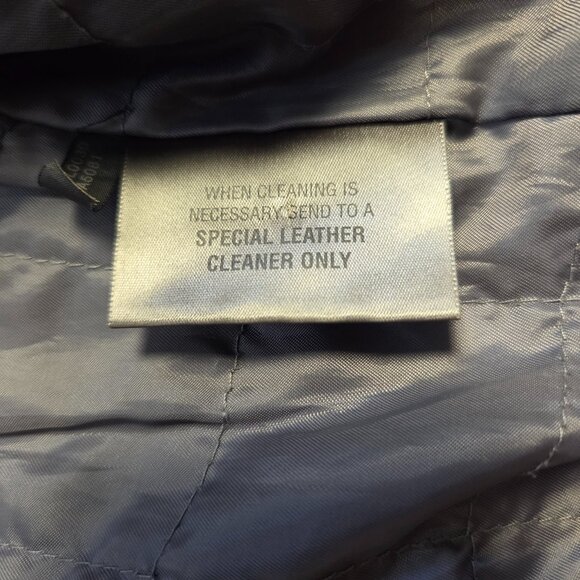 WHEN CLEANING IS
NECESSARY SEND TO A
SPECIAL LEATHER
CLEANER ONLY